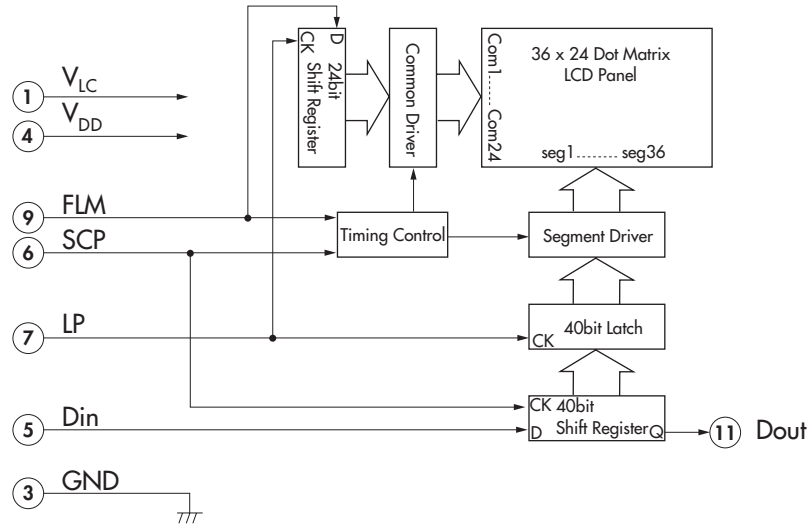 CK
D
24bit
Shift Register
Common Driver
Com1........Com24
36 x 24 Dot Matrix
LCD Panel
seg1.......... seg36
1
VLC
4
VDD
9
FLM
6
SCP
Timing Control
Segment Driver
7
LP
40bit Latch
CK
CK 40bit
D Shift Register Q
5
Din
11 Dout
3
GND